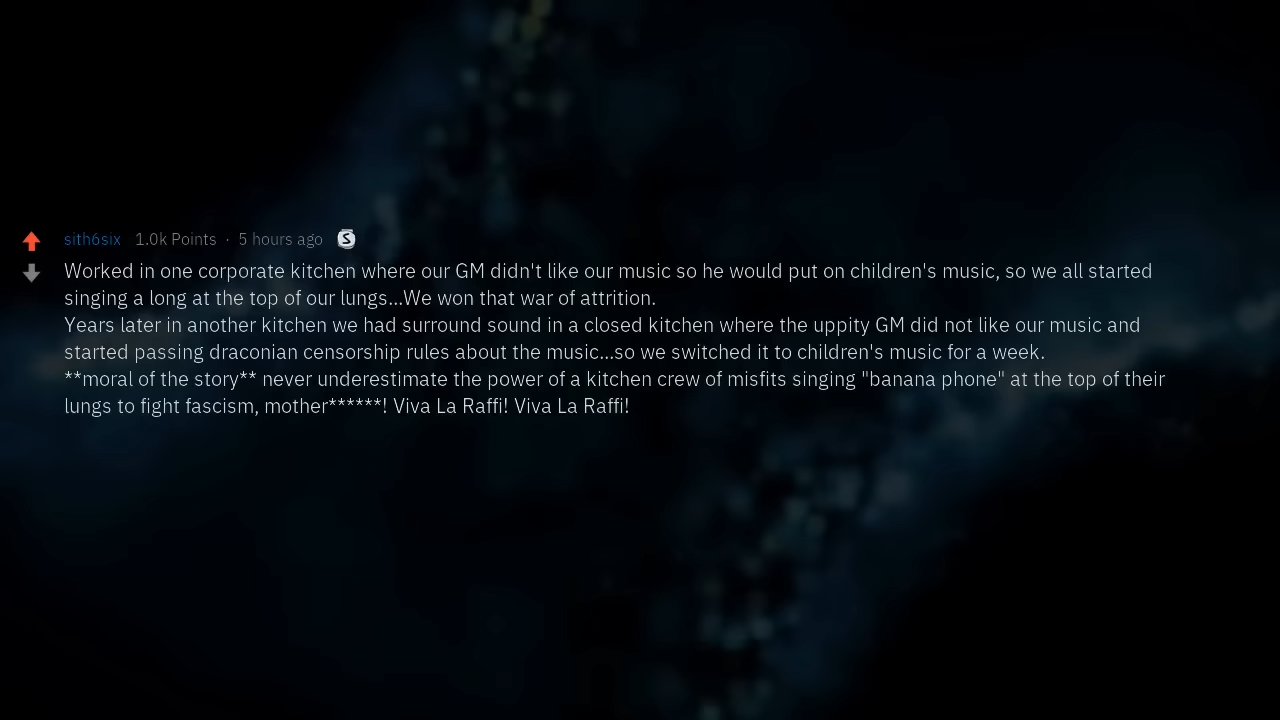 sith6six 1.0k Points · 5 hours ago S
Worked in one corporate kitchen where our GM didn't like our music so he would put on children's music, so we all started
singing a long at the top of our lungs...We won that war of attrition.
Years later in another kitchen we had surround sound in a closed kitchen where the uppity GM did not like our music and
started passing draconian censorship rules about the music...so we switched it to children's music for a week.
**moral of the story** never underestimate the power of a kitchen crew of misfits singing "banana phone" at the top of their
lungs to fight fascism, mother******! Viva La Raffi! Viva La Raffi!